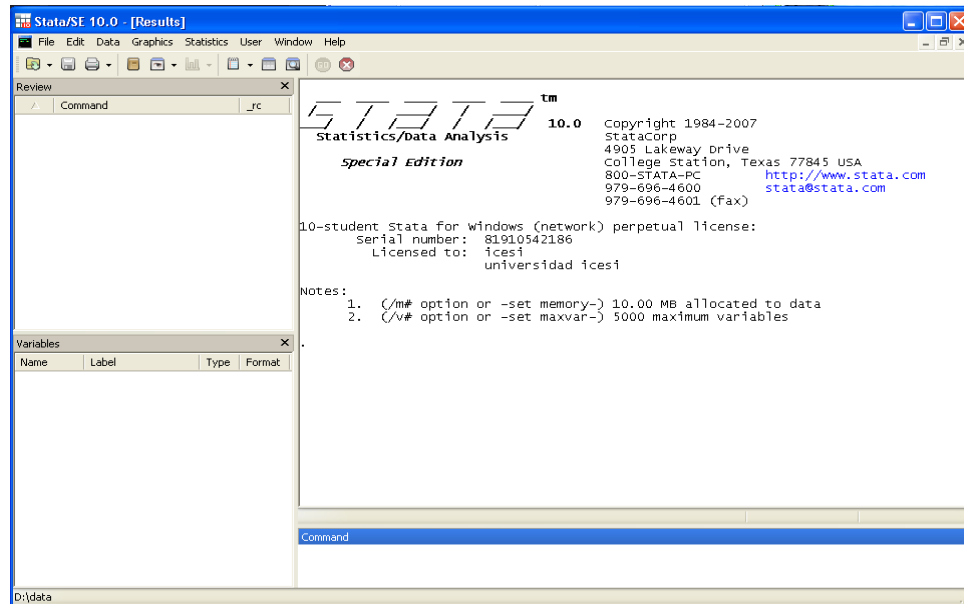 Stata/SE 10.0 - [Results]
File Edit Data Graphics Statistics User Window Help
Review
Command _rc
STATA tm
10.0
Statistics/Data Analysis
Special Edition
Copyright 1984-2007
StataCorp
4905 Lakeway Drive
College Station, Texas 77845 USA
800-STATA-PC http://www.stata.com
979-696-4600 stata@stata.com
979-696-4601 (fax)
10-student Stata for Windows (network) perpetual license:
Serial number: 81910542186
Licensed to: icesi
universidad icesi
Notes:
1. (/m# option or -set memory-) 10.00 MB allocated to data
2. (/v# option or -set maxvar-) 5000 maximum variables
.
Variables
Name Label Type Format
Command
D:\data